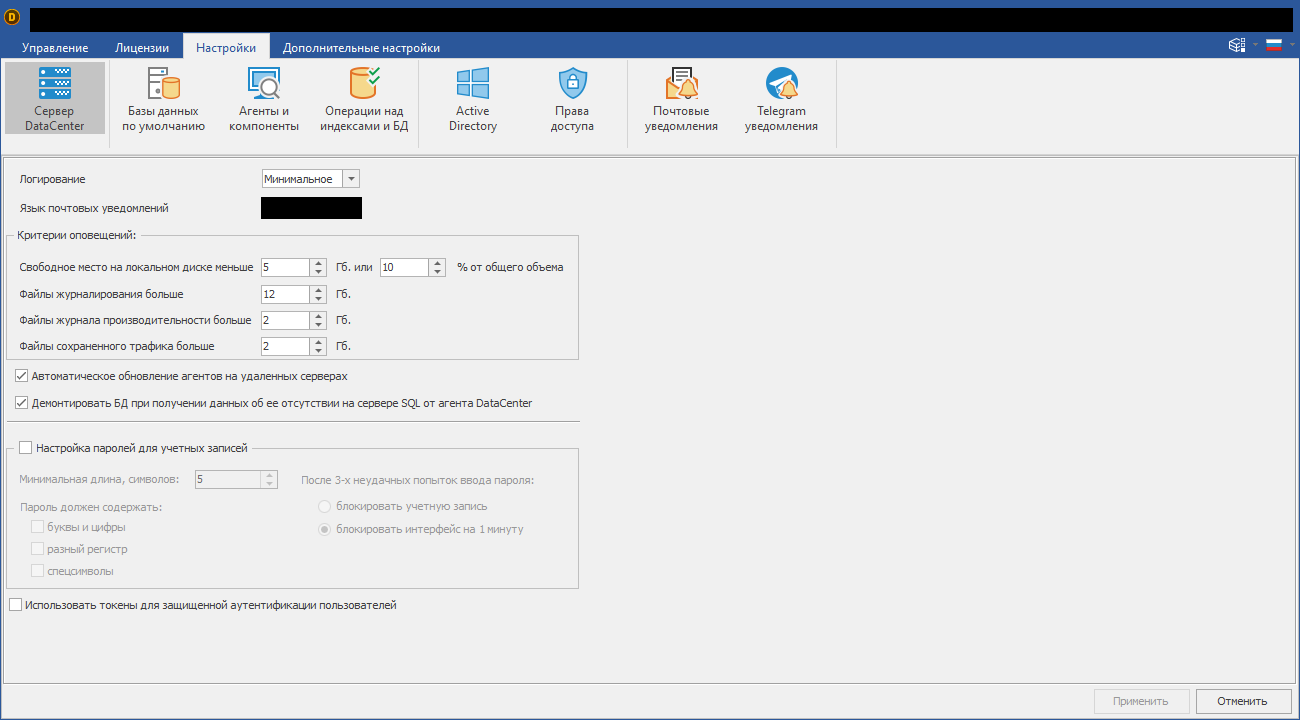 D
Управление Лицензии Настройки Дополнительные настройки
Сервер DataCenter
Базы данных по умолчанию
Агенты и компоненты
Операции над индексами и БД
Active Directory
Права доступа
Почтовые уведомления
Telegram уведомления
Логирование Минимальное
Язык почтовых уведомлений
Критерии оповещений:
Свободное место на локальном диске меньше 5 Гб. или 10 % от общего объема
Файлы журналирования больше 12 Гб.
Файлы журнала производительности больше 2 Гб.
Файлы сохраненного трафика больше 2 Гб.
Автоматическое обновление агентов на удаленных серверах
Демонтировать БД при получении данных об ее отсутствии на сервере SQL от агента DataCenter
Настройка паролей для учетных записей
Минимальная длина, символов: 5 После 3-х неудачных попыток ввода пароля:
Пароль должен содержать: блокировать учетную запись
буквы и цифры блокировать интерфейс на 1 минуту
разный регистр
спецсимволы
Использовать токены для защищенной аутентификации пользователей
Применить Отменить